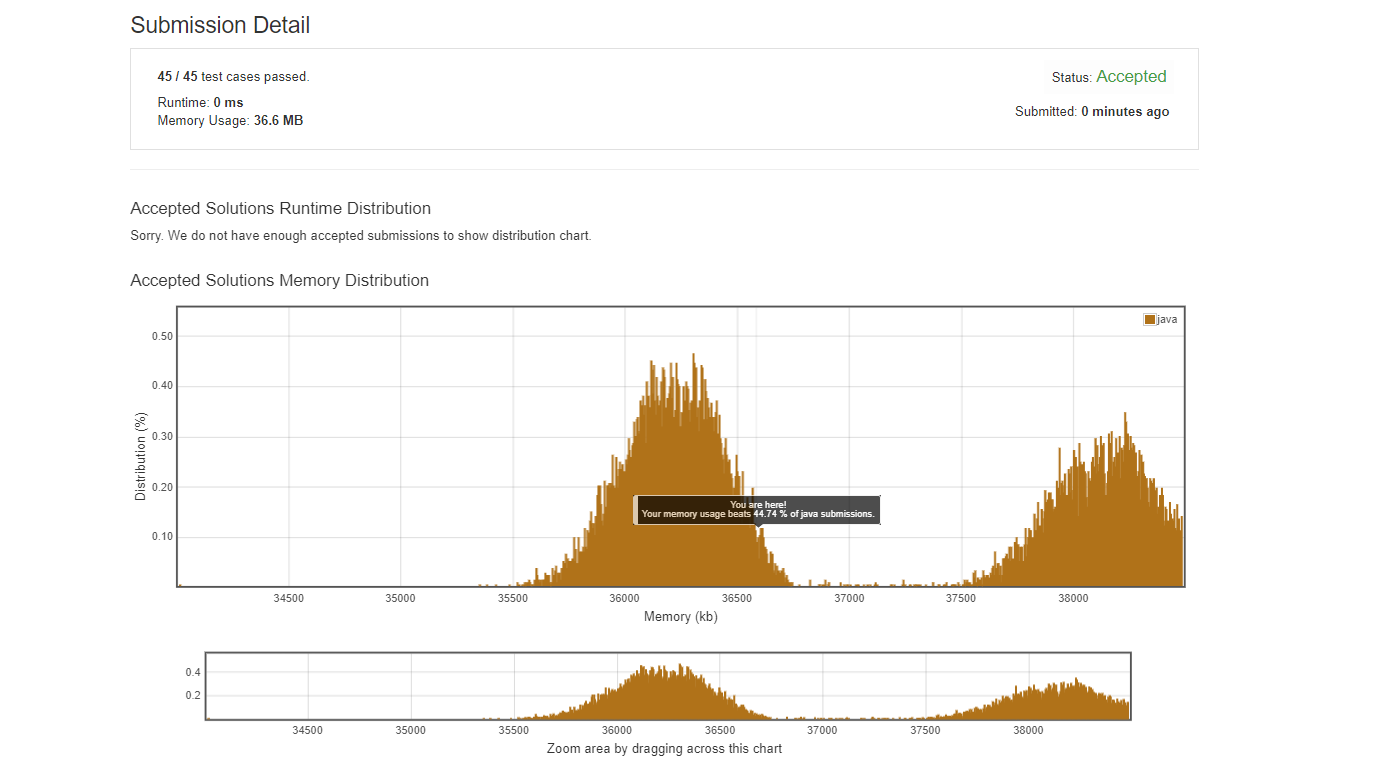 Submission Detail
45 / 45 test cases passed.
Status: Accepted
Runtime: 0 ms
Memory Usage: 36.6 MB
Submitted: 0 minutes ago
Accepted Solutions Runtime Distribution
Sorry. We do not have enough accepted submissions to show distribution chart.
Accepted Solutions Memory Distribution
java
0.50
0.40
0.30
0.20
0.10
Distribution (%)
You are here!
Your memory usage beats 44.74 % of java submissions.
34500 35000 35500 36000 36500 37000 37500 38000
Memory (kb)
0.4
0.2
34500 35000 35500 36000 36500 37000 37500 38000
Zoom area by dragging across this chart